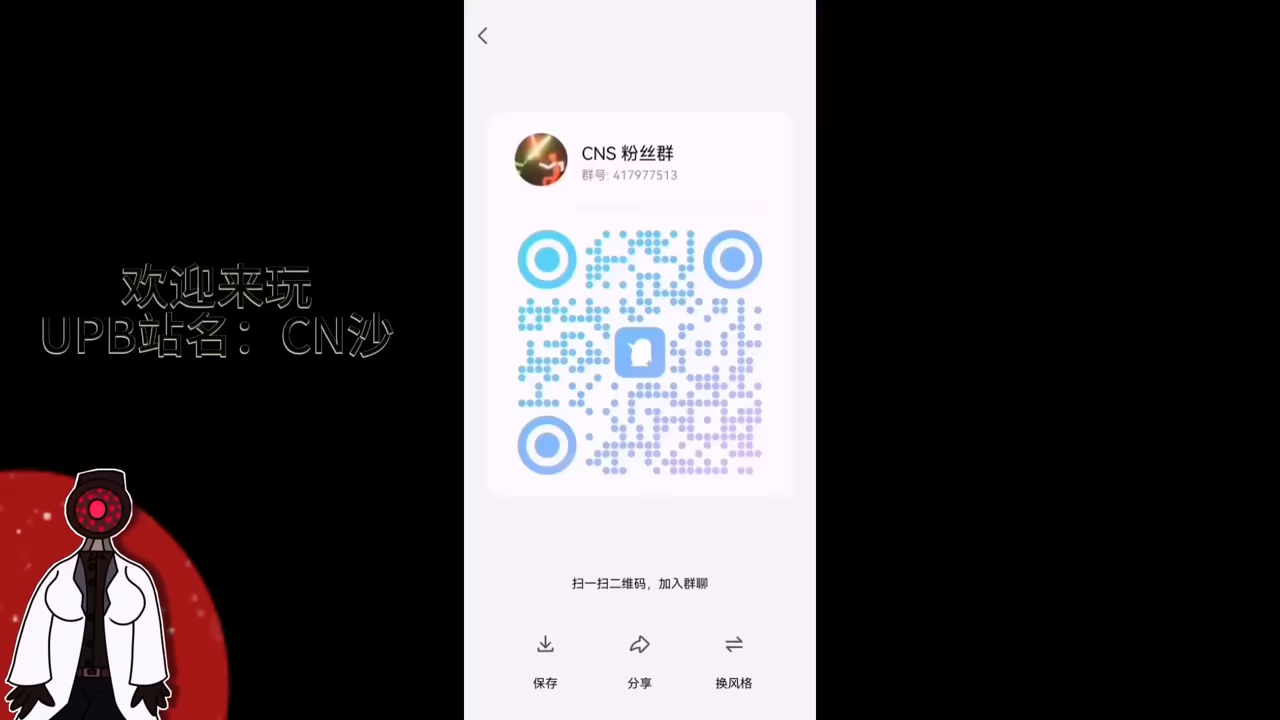 欢迎来玩
UPB站名：CN沙
CNS 粉丝群
群号: 417977513
扫一扫二维码，加入群聊
保存
分享
换风格